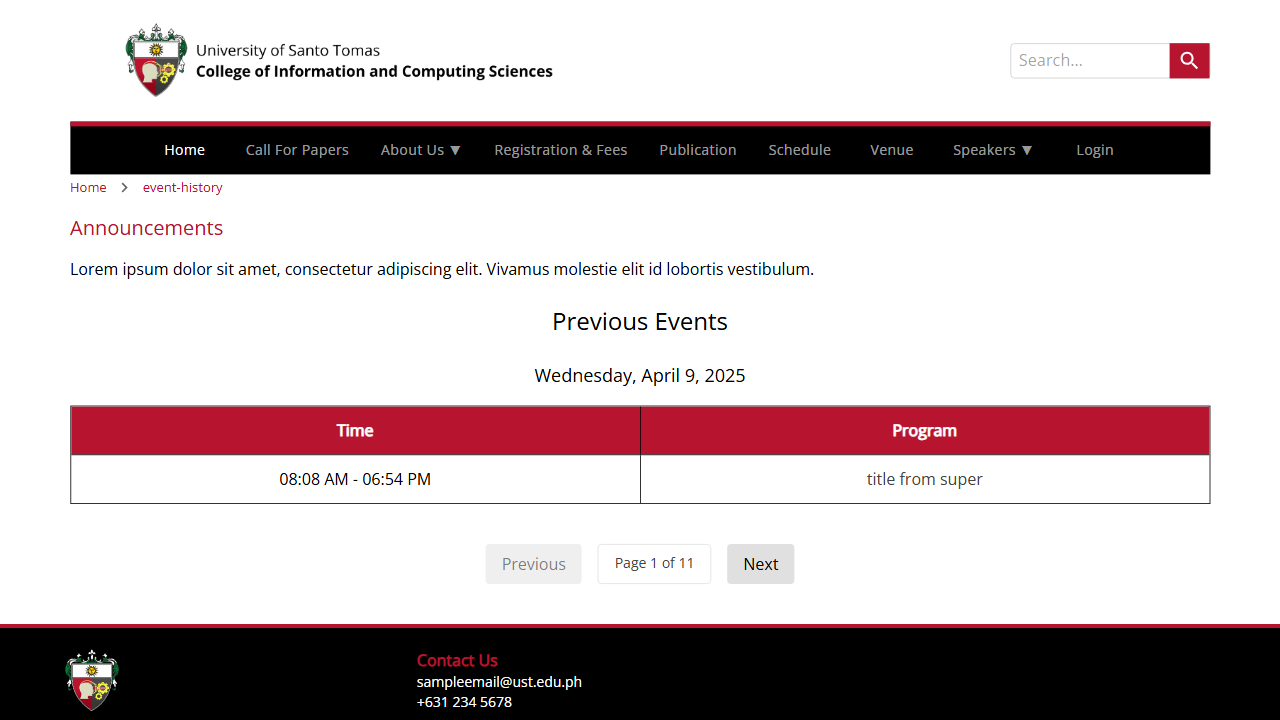 University of Santo Tomas
College of Information and Computing Sciences
Search...
Home Call For Papers About Us ▼ Registration & Fees Publication Schedule Venue Speakers ▼ Login
Home > event-history
Announcements
Lorem ipsum dolor sit amet, consectetur adipiscing elit. Vivamus molestie elit id lobortis vestibulum.
Previous Events
Wednesday, April 9, 2025
Time Program
08:08 AM - 06:54 PM title from super
Previous Page 1 of 11 Next
Contact Us
sampleemail@ust.edu.ph
+631 234 5678